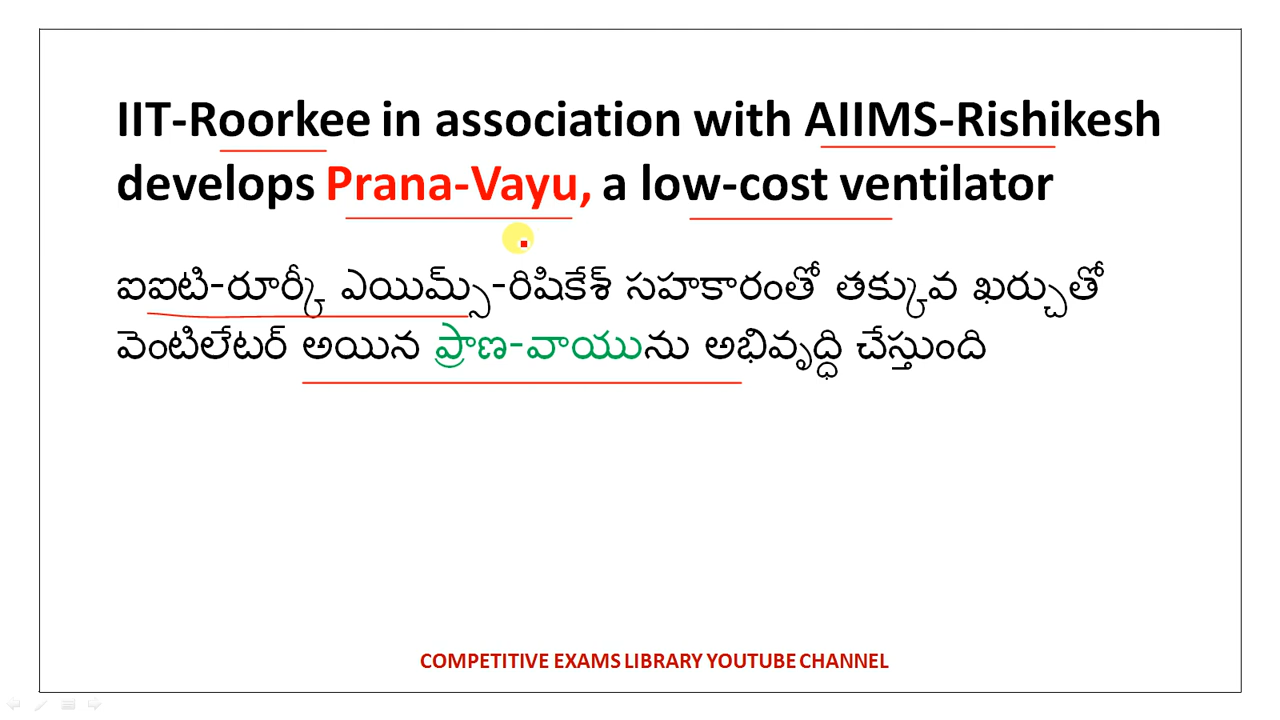 IIT-Roorkee in association with AIIMS-Rishikesh
develops Prana-Vayu, a low-cost ventilator
ఐఐటి-రూర్కీ ఎయిమ్స్-రిషికేశ్ సహకారంతో తక్కువ ఖర్చుతో
వెంటిలేటర్ అయిన ప్రాణ-వాయును అభివృద్ధి చేస్తుంది
COMPETITIVE EXAMS LIBRARY YOUTUBE CHANNEL